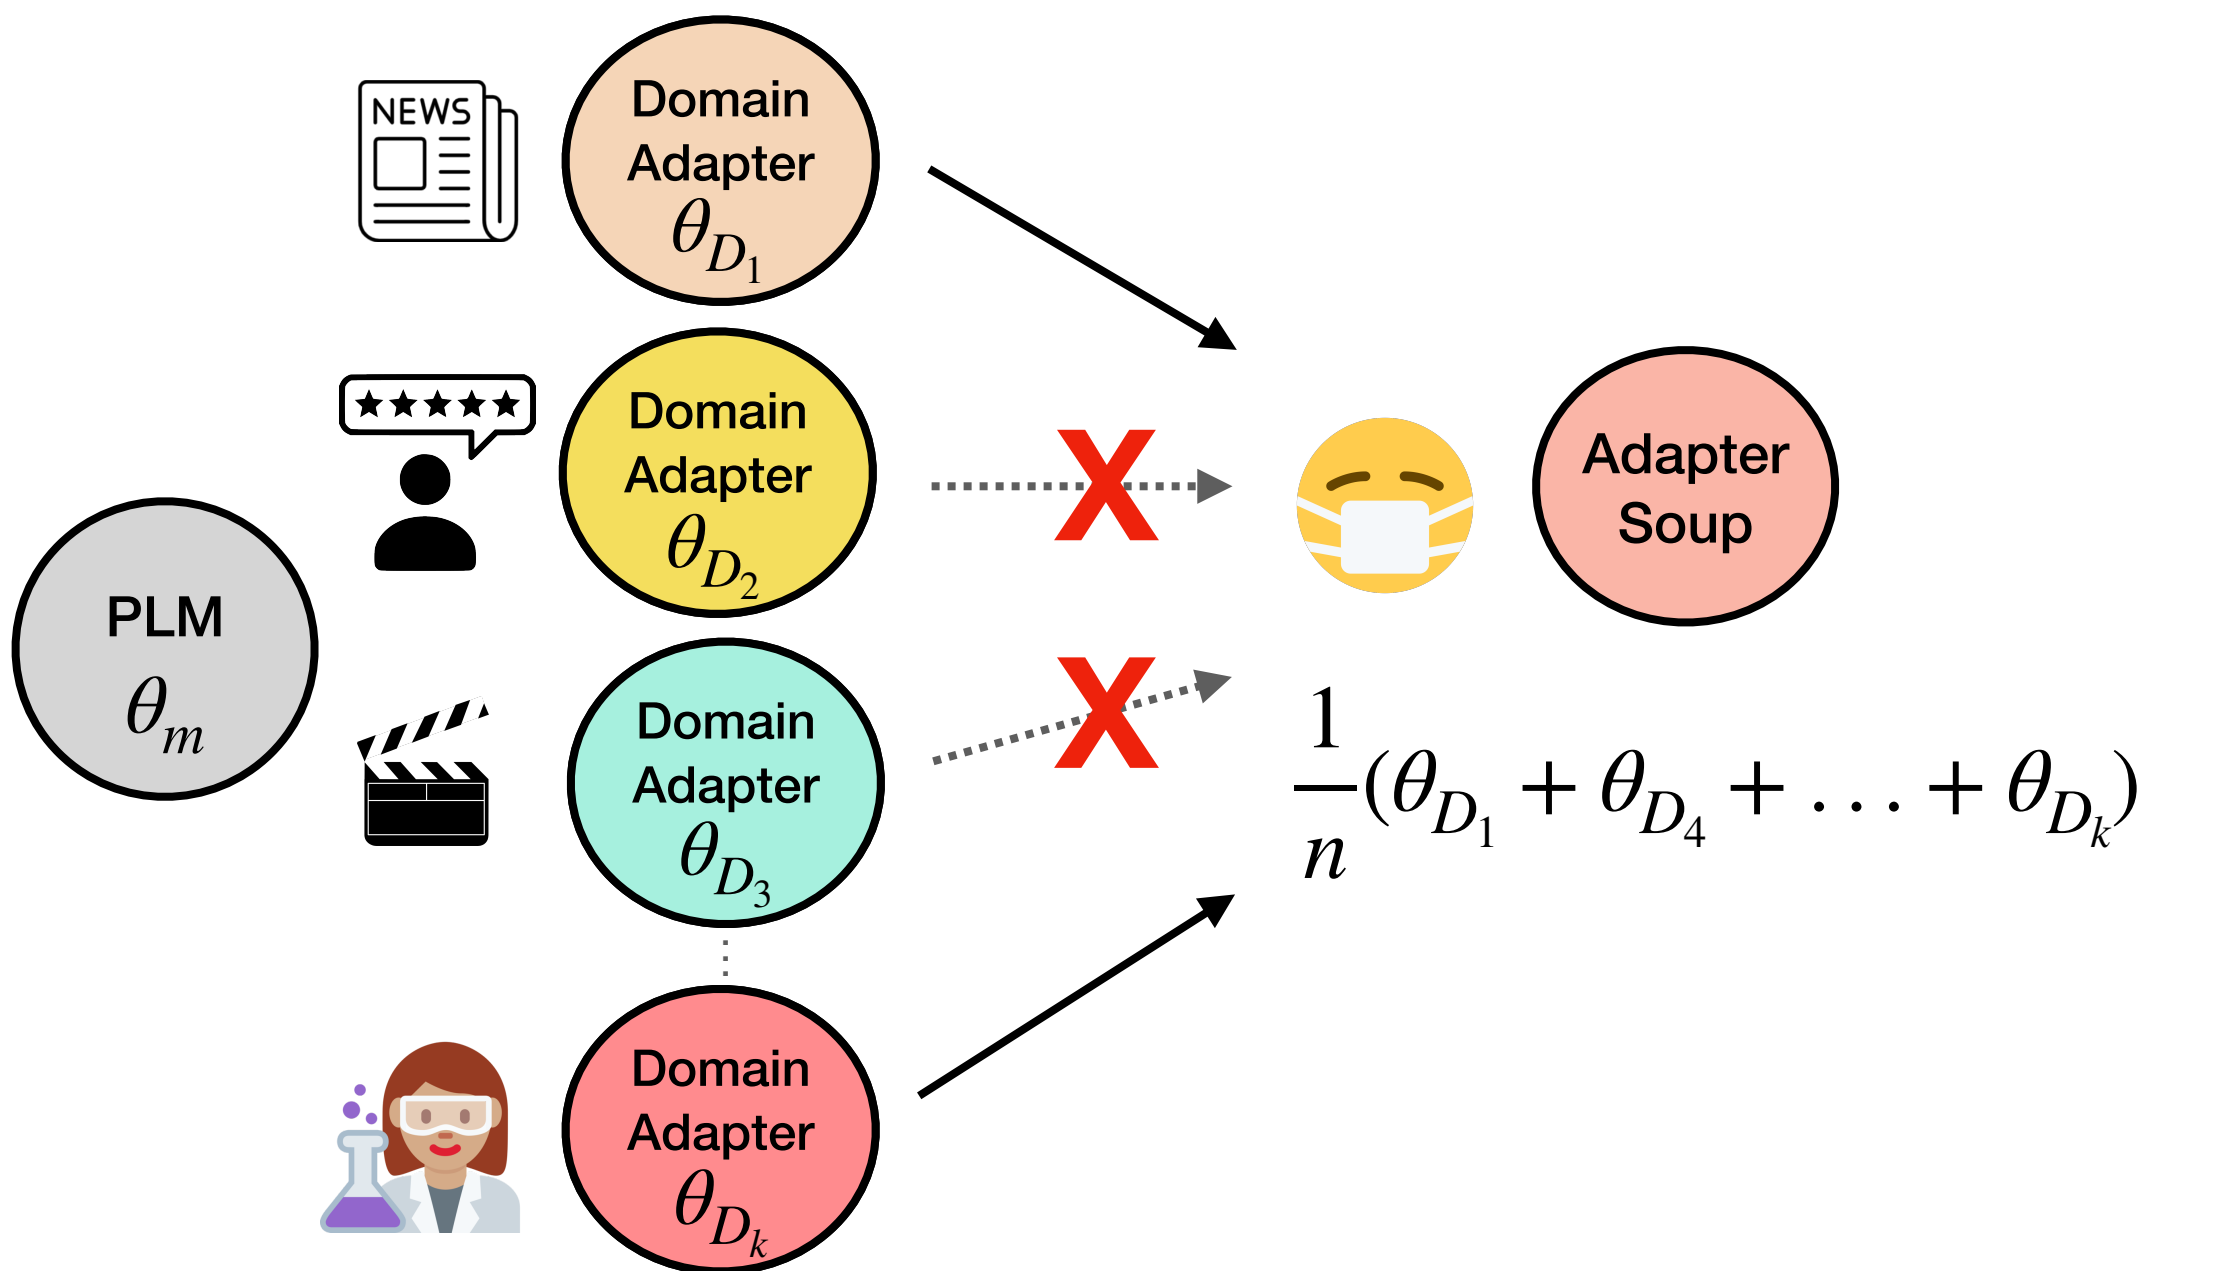 NEWS
Domain
Adapter
θ_{D_1}
Domain
Adapter
θ_{D_2}
PLM
θ_m
Domain
Adapter
θ_{D_3}
Domain
Adapter
θ_{D_k}
X
X
Adapter
Soup
\frac{1}{n}(θ_{D_1} + θ_{D_4} + . . . + θ_{D_k})